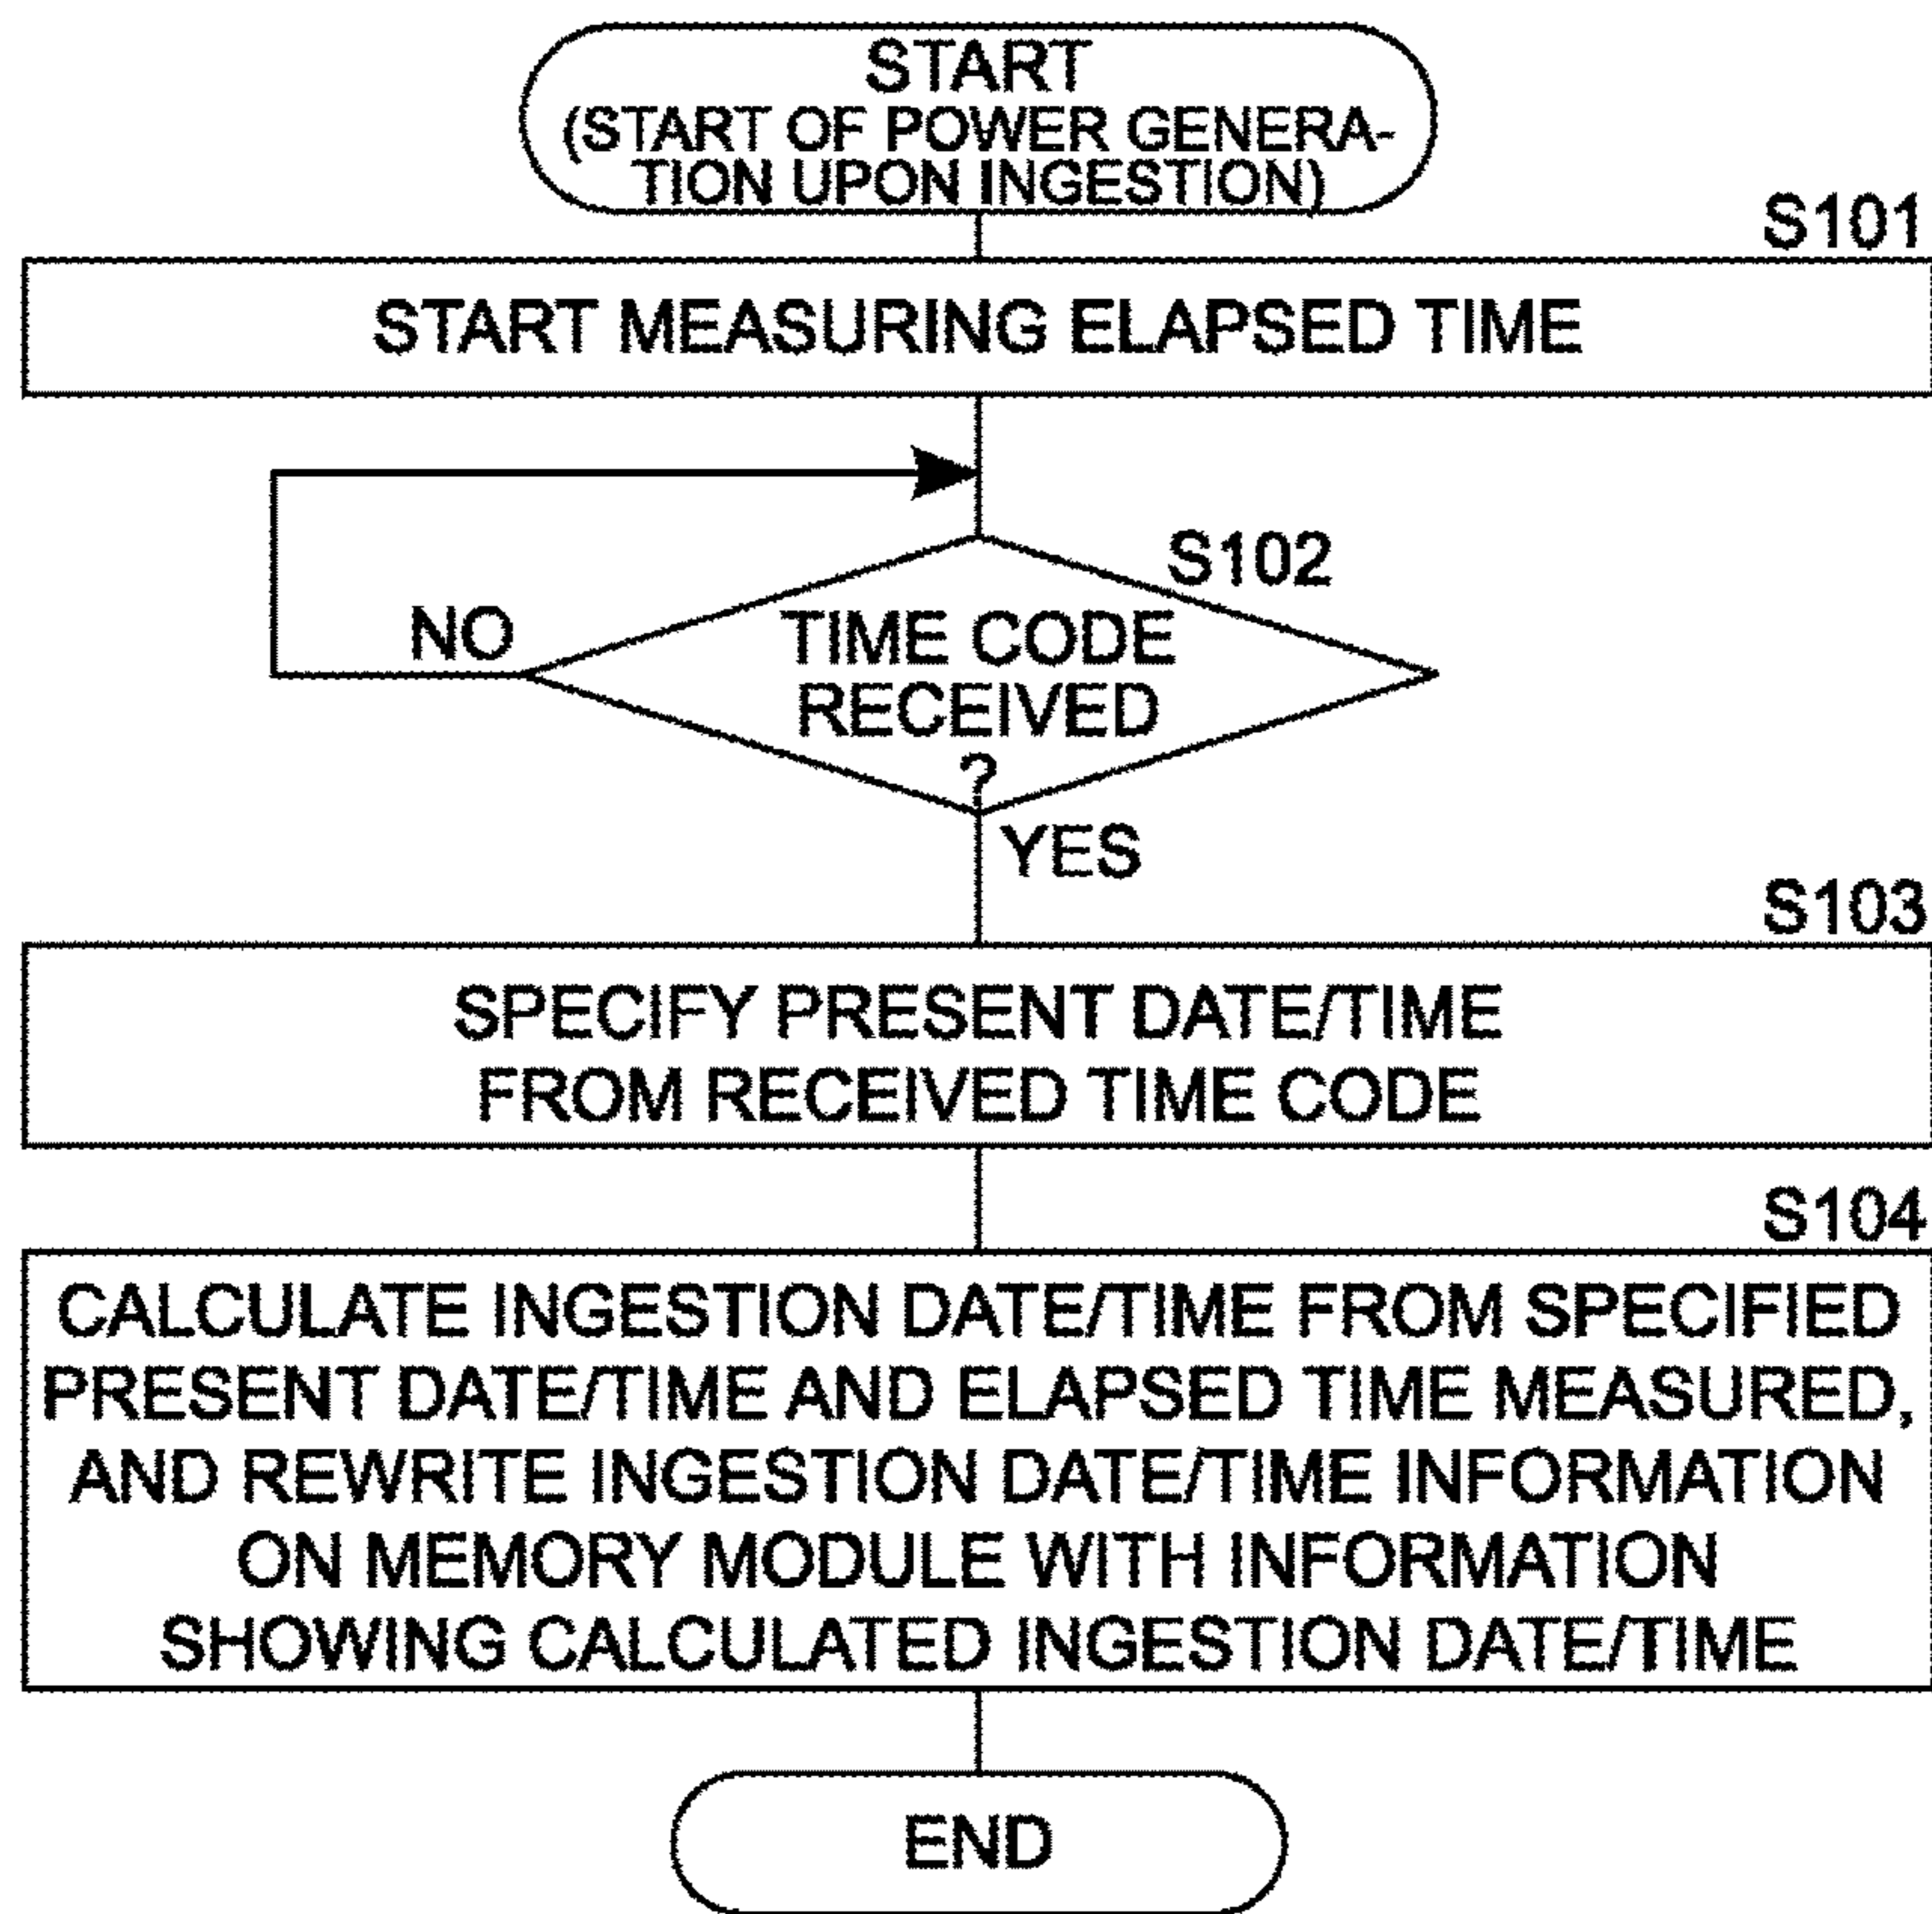 START
(START OF POWER GENERA-
TION UPON INGESTION)
S101
START MEASURING ELAPSED TIME
S102
NO
TIME CODE
RECEIVED
?
YES
S103
SPECIFY PRESENT DATE/TIME
FROM RECEIVED TIME CODE
S104
CALCULATE INGESTION DATE/TIME FROM SPECIFIED
PRESENT DATE/TIME AND ELAPSED TIME MEASURED,
AND REWRITE INGESTION DATE/TIME INFORMATION
ON MEMORY MODULE WITH INFORMATION
SHOWING CALCULATED INGESTION DATE/TIME
END